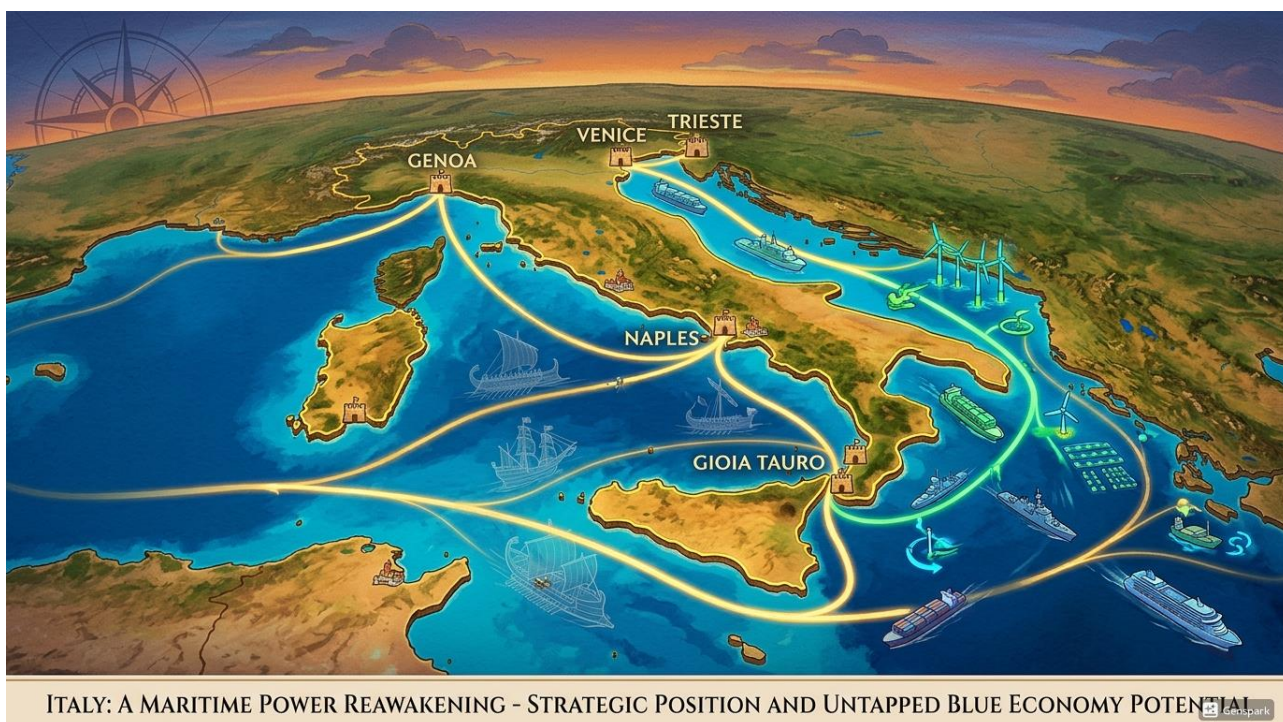 TRIESTE
VENICE
GENOA
NAPLES
GIOIA TAURO
ITALY: A MARITIME POWER REAWAKENING - STRATEGIC POSITION AND UNTAPPED BLUE ECONOMY POTENTIAL
Genspark